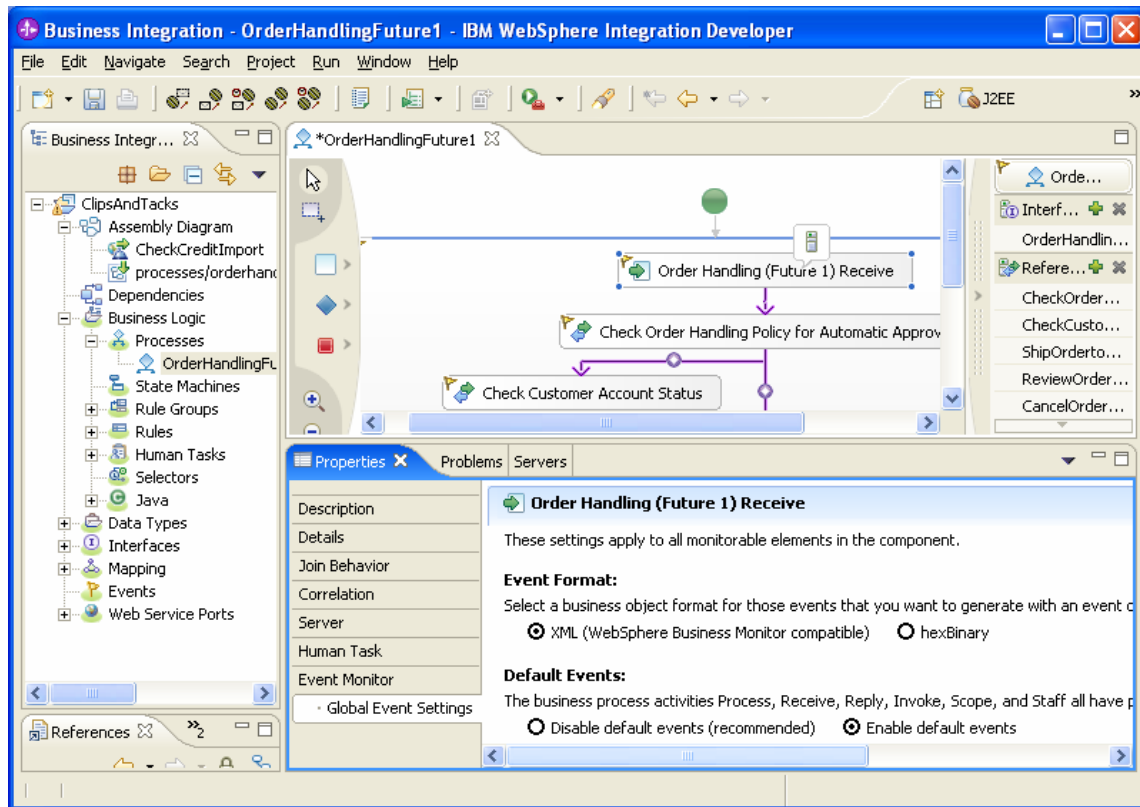 Business Integration - OrderHandlingFuture1 - IBM WebSphere Integration Developer
File Edit Navigate Search Project Run Window Help
J2EE
Business Integr...
ClipsAndTacks
Assembly Diagram
CheckCreditImport
processes/orderhand
Dependencies
Business Logic
Processes
OrderHandlingFu
State Machines
Rule Groups
Rules
Human Tasks
Selectors
Java
Data Types
Interfaces
Mapping
Events
Web Service Ports
References
2
*OrderHandlingFuture1
Order Handling (Future 1) Receive
Check Order Handling Policy for Automatic Approv
Check Customer Account Status
Orde...
Interf...
OrderHandlin...
Refere...
CheckOrder...
CheckCusto...
ShipOrderto...
ReviewOrder...
CancelOrder...
Properties Problems Servers
Description
Details
Join Behavior
Correlation
Server
Human Task
Event Monitor
Global Event Settings
Order Handling (Future 1) Receive
These settings apply to all monitorable elements in the component.
Event Format:
Select a business object format for those events that you want to generate with an event
XML (WebSphere Business Monitor compatible) hexBinary
Default Events:
The business process activities Process, Receive, Reply, Invoke, Scope, and Staff all have
Disable default events (recommended) Enable default events